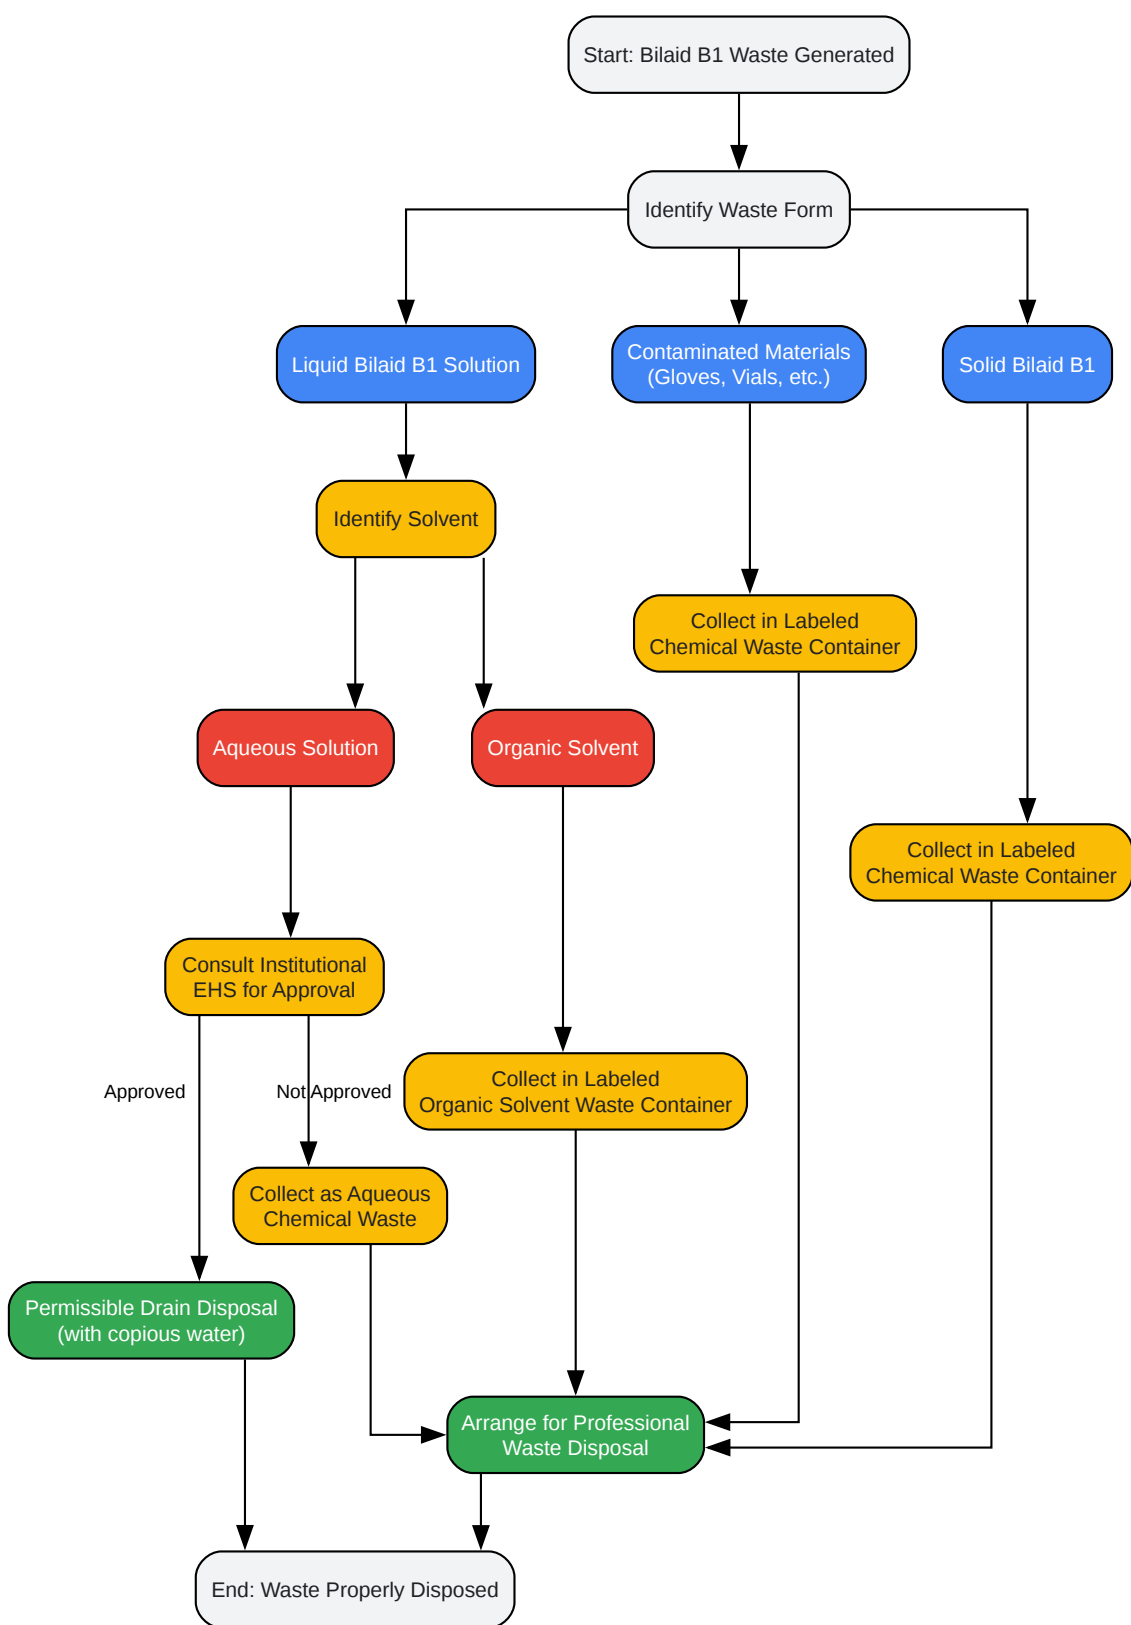 Start: Bilaid B1 Waste Generated
Identify Waste Form
Liquid Bilaid B1 Solution
Contaminated Materials
(Gloves, Vials, etc.)
Solid Bilaid B1
Identify Solvent
Collect in Labeled
Chemical Waste Container
Aqueous Solution
Organic Solvent
Collect in Labeled
Chemical Waste Container
Consult Institutional
EHS for Approval
Approved
Not Approved
Collect in Labeled
Organic Solvent Waste Container
Collect as Aqueous
Chemical Waste
Permissible Drain Disposal
(with copious water)
Arrange for Professional
Waste Disposal
End: Waste Properly Disposed